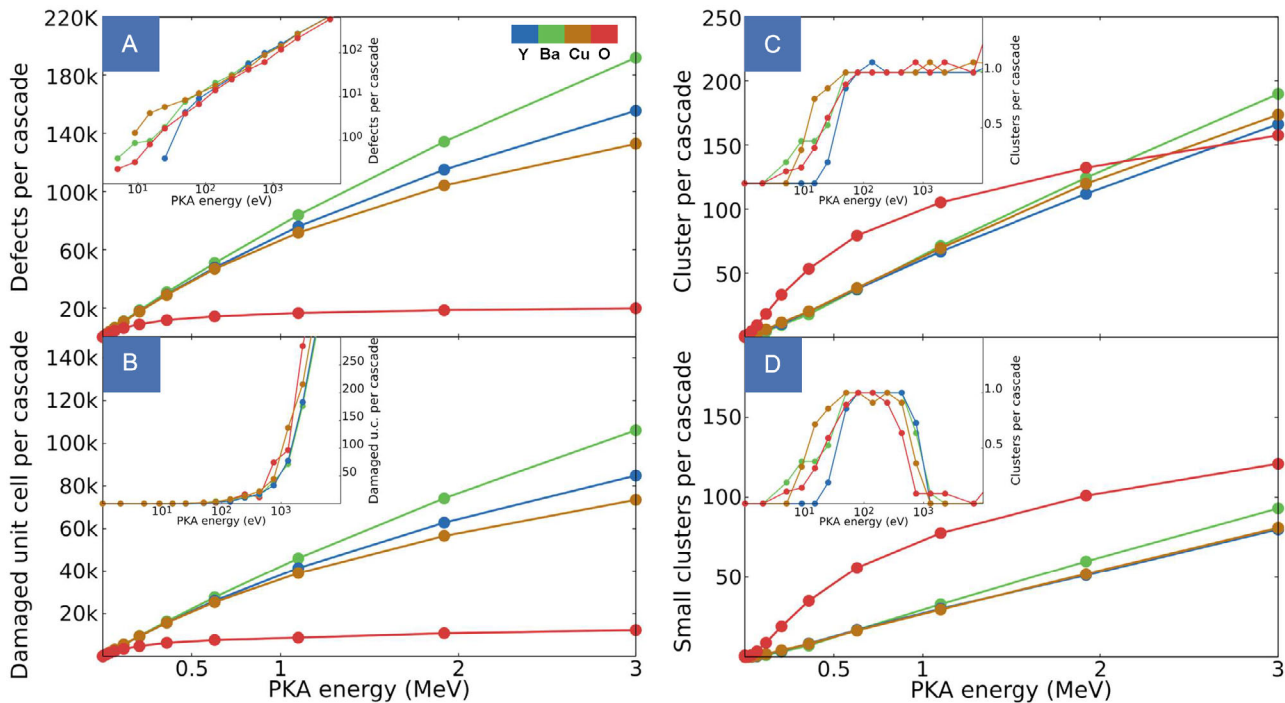 A
220K
180K
140K
100K
60K
20K
Defects per cascade
10² 10¹ 10⁰
Defects per cascade
10¹ 10² 10³
PKA energy (eV)
Y Ba Cu O
B
140K
120k
100k
80k
60k
40k
20k
Damaged unit cell per cascade
250
200
150
100
50
Damaged u.c. per cascade
10¹ 10² 10³
PKA energy (eV)
0.5 1 2 3
PKA energy (MeV)
C
250
200
150
100
50
Cluster per cascade
1.0
0.5
Clusters per cascade
10¹ 10² 10³
PKA energy (eV)
D
150
100
50
Small clusters per cascade
1.0
0.5
Clusters per cascade
10¹ 10² 10³
PKA energy (eV)
0.5 1 2 3
PKA energy (MeV)